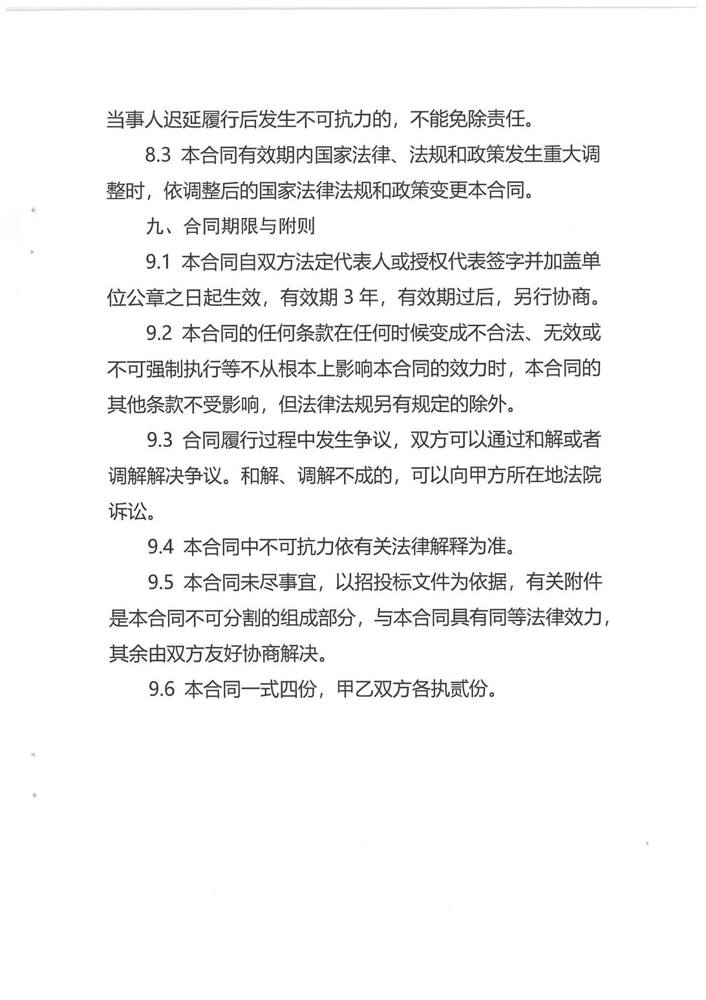 当事人迟延履行后发生不可抗力的，不能免除责任。
8.3 本合同有效期内国家法律、法规和政策发生重大调
整时，依调整后的国家法律法规和政策变更本合同。
九、合同期限与附则
9.1 本合同自双方法定代表人或授权代表签字并加盖单
位公章之日起生效，有效期 3 年，有效期过后，另行协商。
9.2 本合同的任何条款在任何时候变成不合法、无效或
不可强制执行等不从根本上影响本合同的效力时，本合同的
其他条款不受影响，但法律法规另有规定的除外。
9.3 合同履行过程中发生争议，双方可以通过和解或者
调解解决争议。和解、调解不成的，可以向甲方所在地法院
诉讼。
9.4 本合同中不可抗力依有关法律解释为准。
9.5 本合同未尽事宜，以招投标文件为依据，有关附件
是本合同不可分割的组成部分，与本合同具有同等法律效力，
其余由双方友好协商解决。
9.6 本合同一式四份，甲乙双方各执贰份。